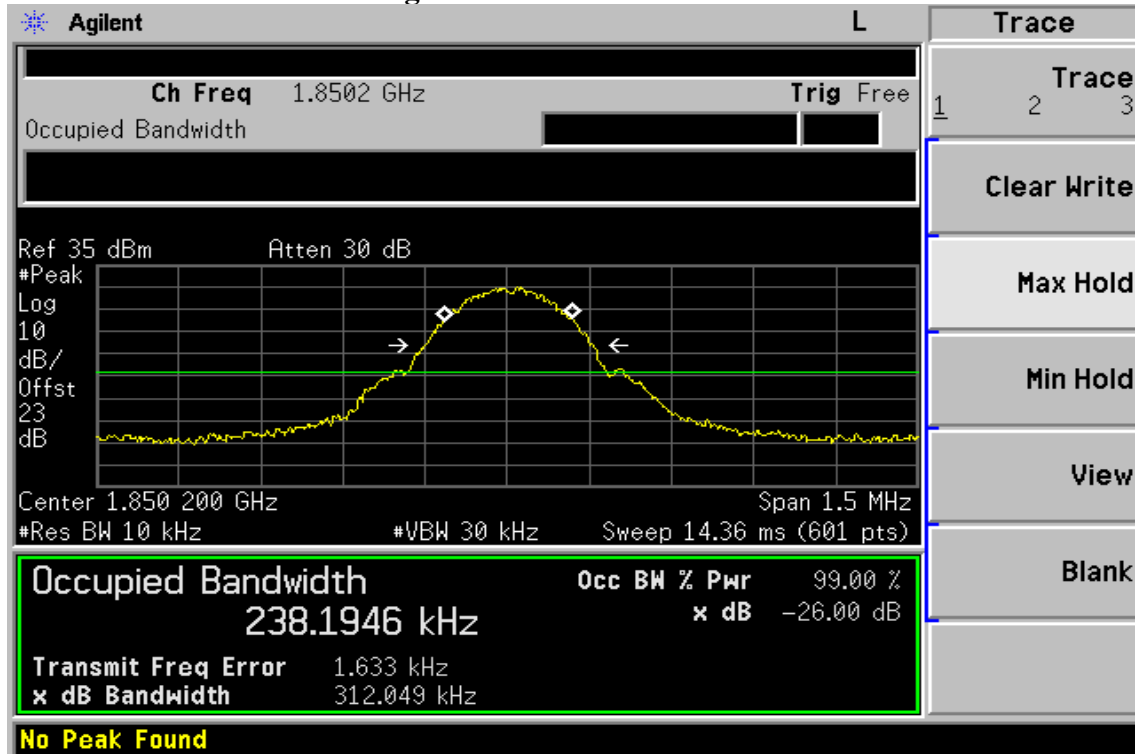 Agilent L Trace
Ch Freq 1.8502 GHz Trig Free
Occupied Bandwidth
Trace
1 2 3
Clear Write
Max Hold
Min Hold
View
Blank
Ref 35 dBm Atten 30 dB
#Peak
Log
10
dB/
Offst
23
dB
Center 1.850 200 GHz Span 1.5 MHz
#Res BW 10 kHz #VBW 30 kHz Sweep 14.36 ms (601 pts)
Occupied Bandwidth Occ BW % Pwr 99.00 %
238.1946 kHz x dB -26.00 dB
Transmit Freq Error 1.633 kHz
x dB Bandwidth 312.049 kHz
No Peak Found